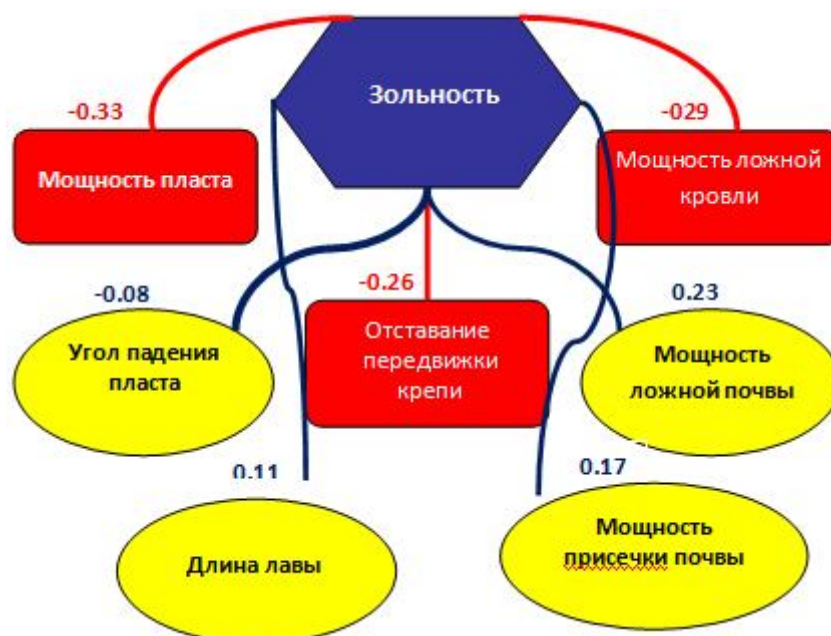 Зольность
-0.33
-029
Мощность пласта
Мощность ложной
кровли
-0.08
-0.26
0.23
Угол падения
пласта
Отставание
передвижки
крепи
Мощность
ложной почвы
0.11
0.17
Длина лавы
Мощность
присечки почвы